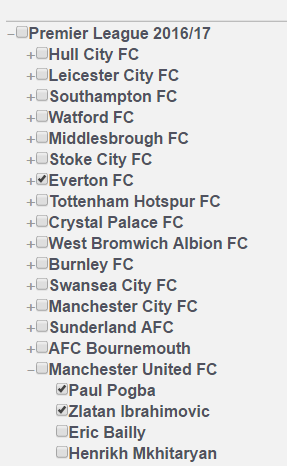 Premier League 2016/17
Hull City FC
Leicester City FC
Southampton FC
Watford FC
Middlesbrough FC
Stoke City FC
Everton FC
Tottenham Hotspur FC
Crystal Palace FC
West Bromwich Albion FC
Burnley FC
Swansea City FC
Manchester City FC
Sunderland AFC
AFC Bournemouth
Manchester United FC
Paul Pogba
Zlatan Ibrahimovic
Eric Bailly
Henrikh Mkhitaryan